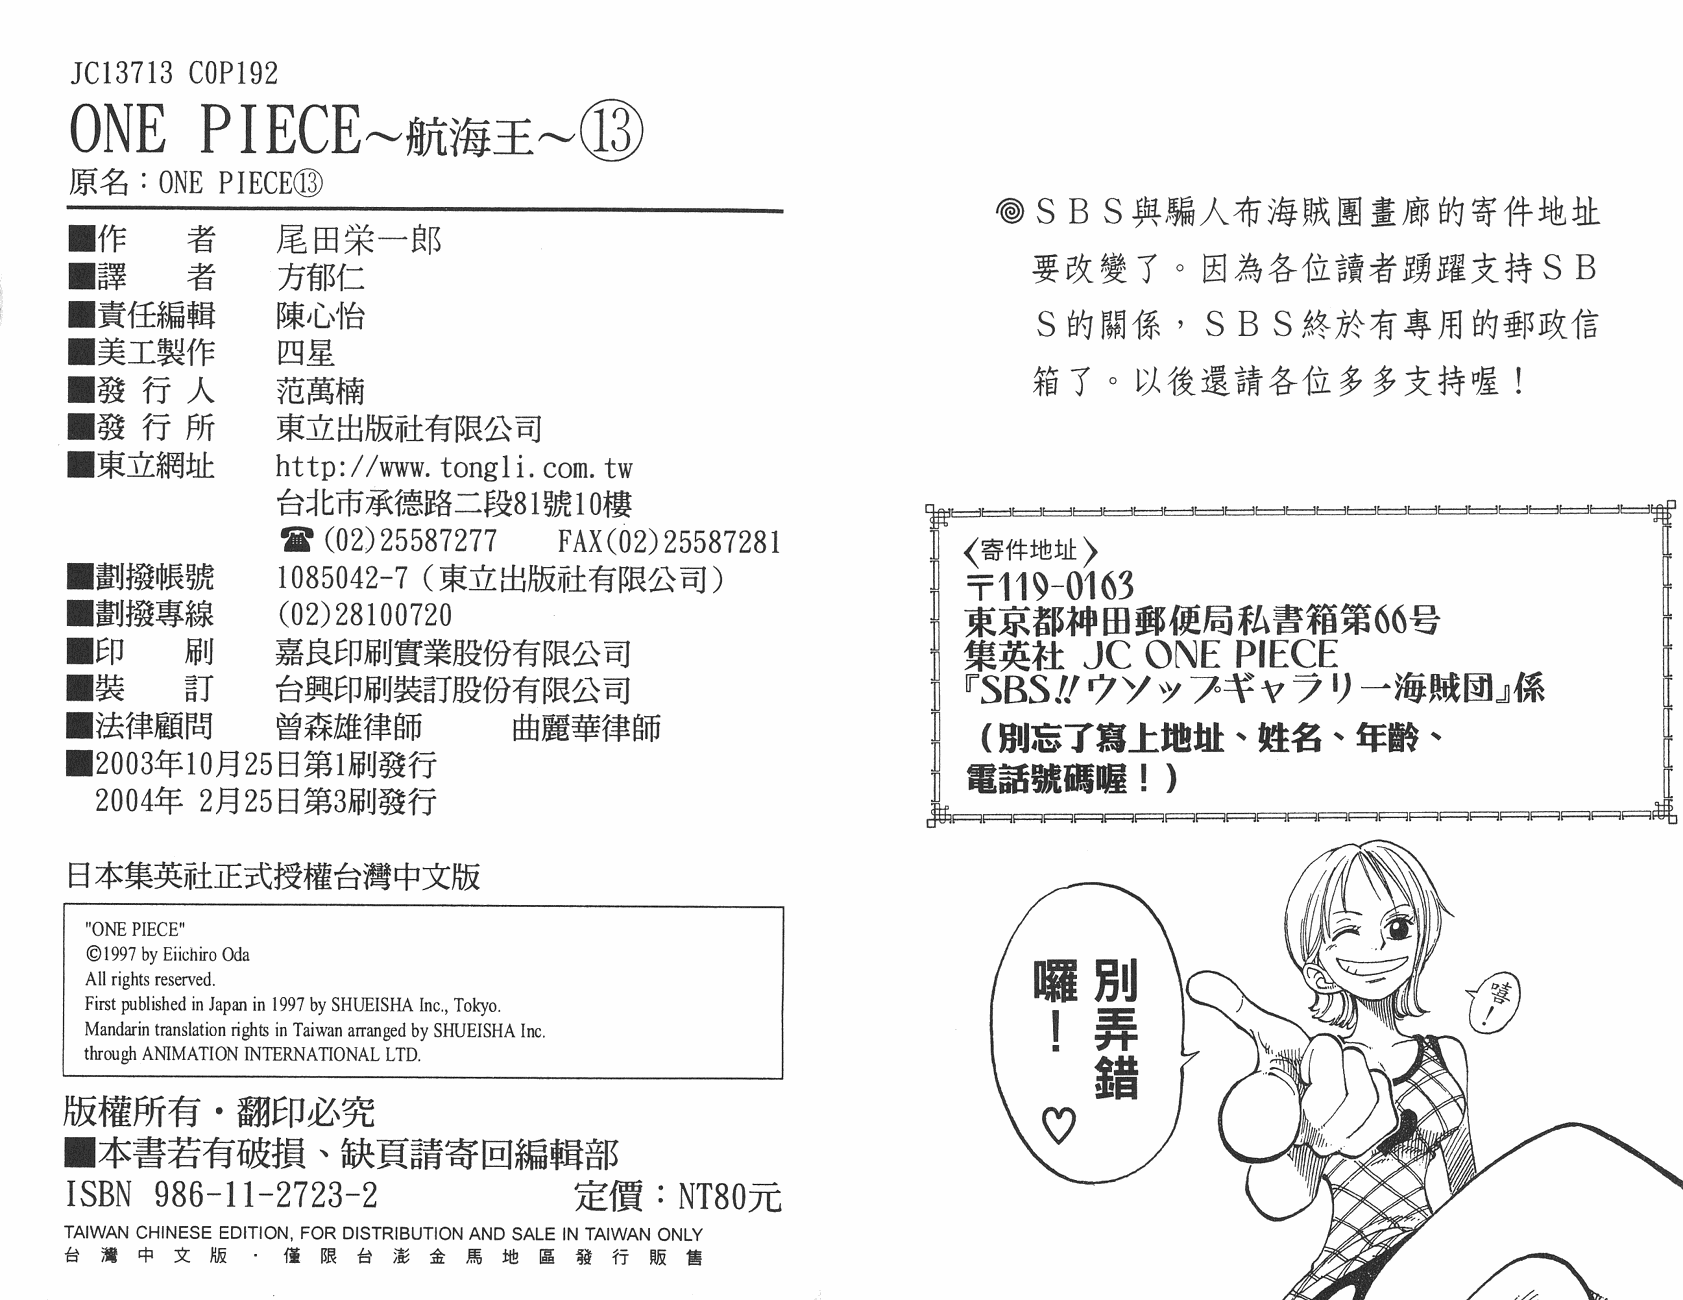 JC13713 COP192
ONE PIECE～航海王～⑬
原名：ONE PIECE⑬
■作　　者　尾田栄一郎
■譯　　者　方郁仁
■責任編輯　陳心怡
■美工製作　四星
■發 行 人　范萬楠
■發 行 所　東立出版社有限公司
■東立網址　http://www.tongli.com.tw
台北市承德路二段81號10樓
☎(02)25587277　FAX(02)25587281
■劃撥帳號　1085042-7（東立出版社有限公司）
■劃撥專線　(02)28100720
■印　　刷　嘉良印刷實業股份有限公司
■裝　　訂　台興印刷裝訂股份有限公司
■法律顧問　曾森雄律師　曲麗華律師
■2003年10月25日第1刷發行
2004年 2月25日第3刷發行
日本集英社正式授權台灣中文版
"ONE PIECE"
©1997 by Eiichiro Oda
All rights reserved.
First published in Japan in 1997 by SHUEISHA Inc., Tokyo.
Mandarin translation rights in Taiwan arranged by SHUEISHA Inc.
through ANIMATION INTERNATIONAL LTD.
版權所有・翻印必究
■本書若有破損、缺頁請寄回編輯部
ISBN 986-11-2723-2　定價：NT80元
TAIWAN CHINESE EDITION, FOR DISTRIBUTION AND SALE IN TAIWAN ONLY
台灣中文版・僅限台澎金馬地區發行販售
ＳＢＳ與騙人布海賊團畫廊的寄件地址
要改變了。因為各位讀者踴躍支持ＳＢ
Ｓ的關係，ＳＢＳ終於有專用的郵政信
箱了。以後還請各位多多支持喔！
〈寄件地址〉
〒119-0163
東京都神田郵便局私書箱第66号
集英社 JC ONE PIECE
『SBS!!ウソップギャラリー海賊団』係
（別忘了寫上地址、姓名、年齡、
電話號碼喔！）
別弄錯
囉！♡
嘻！